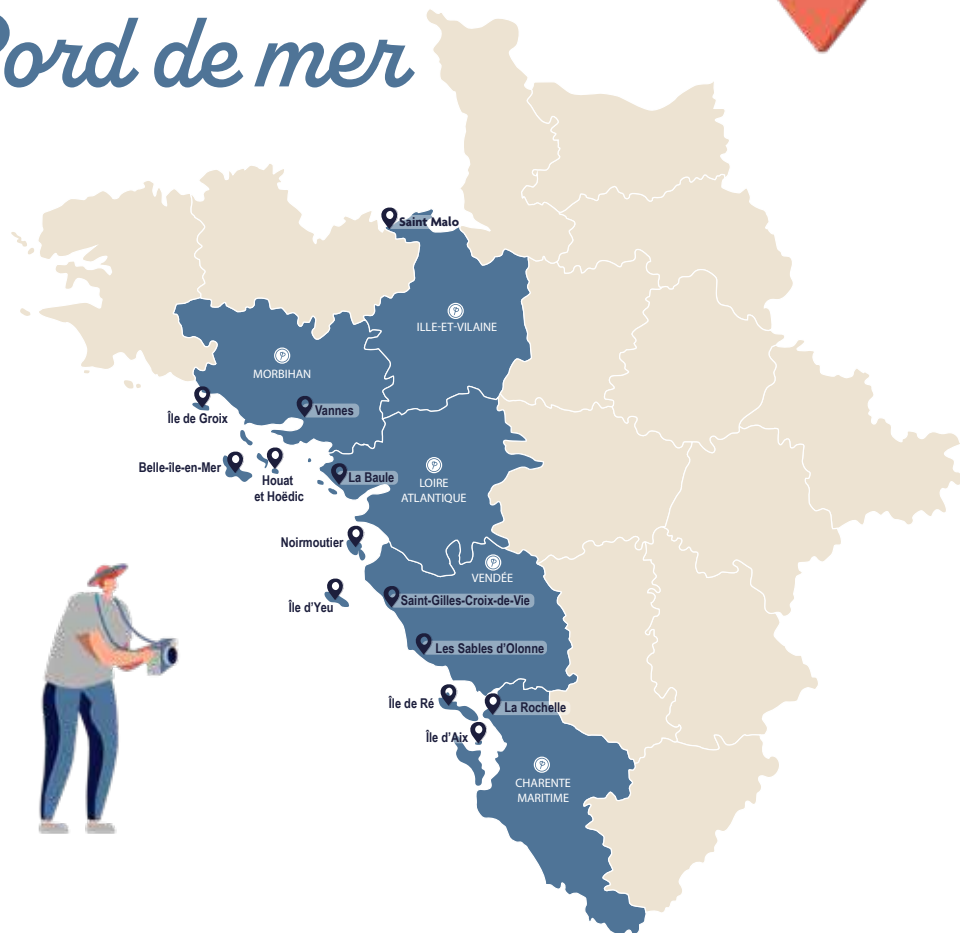 Bord de mer
Saint Malo
ILLE-ET-VILAINE
MORBIHAN
Île de Groix
Vannes
Belle-île-en-Mer
Houat
et Hoëdic
La Baule
LOIRE
ATLANTIQUE
Noirmoutier
VENDÉE
Île d'Yeu
Saint-Gilles-Croix-de-Vie
Les Sables d'Olonne
Île de Ré
La Rochelle
Île d'Aix
CHARENTE
MARITIME